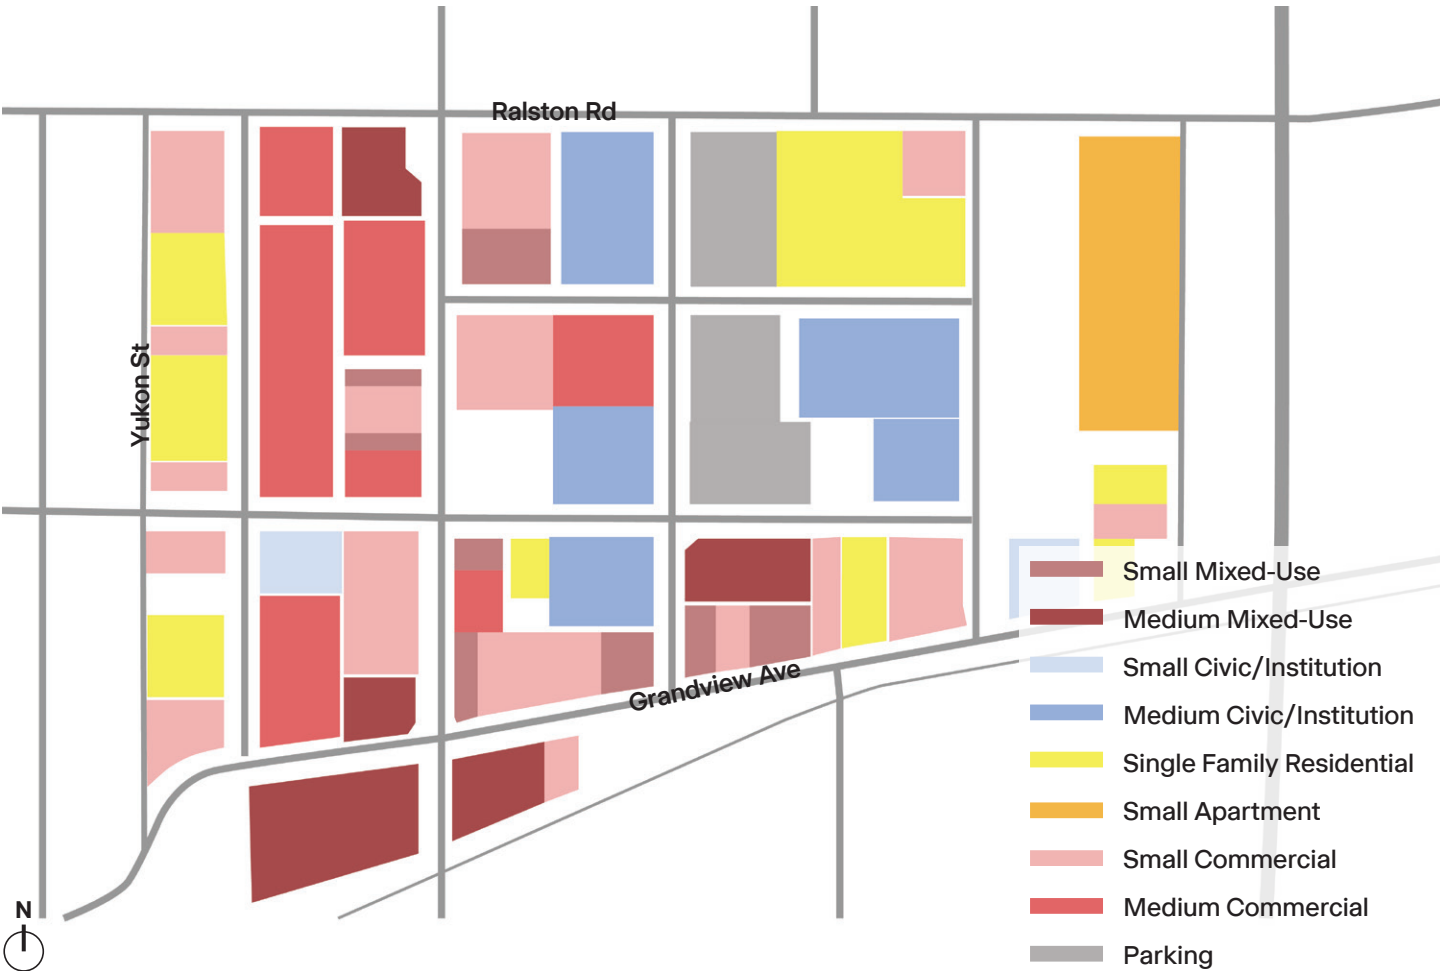 Ralston Rd
Yukon St
Grandview Ave
Small Mixed-Use
Medium Mixed-Use
Small Civic/Institution
Medium Civic/Institution
Single Family Residential
Small Apartment
Small Commercial
Medium Commercial
Parking
N